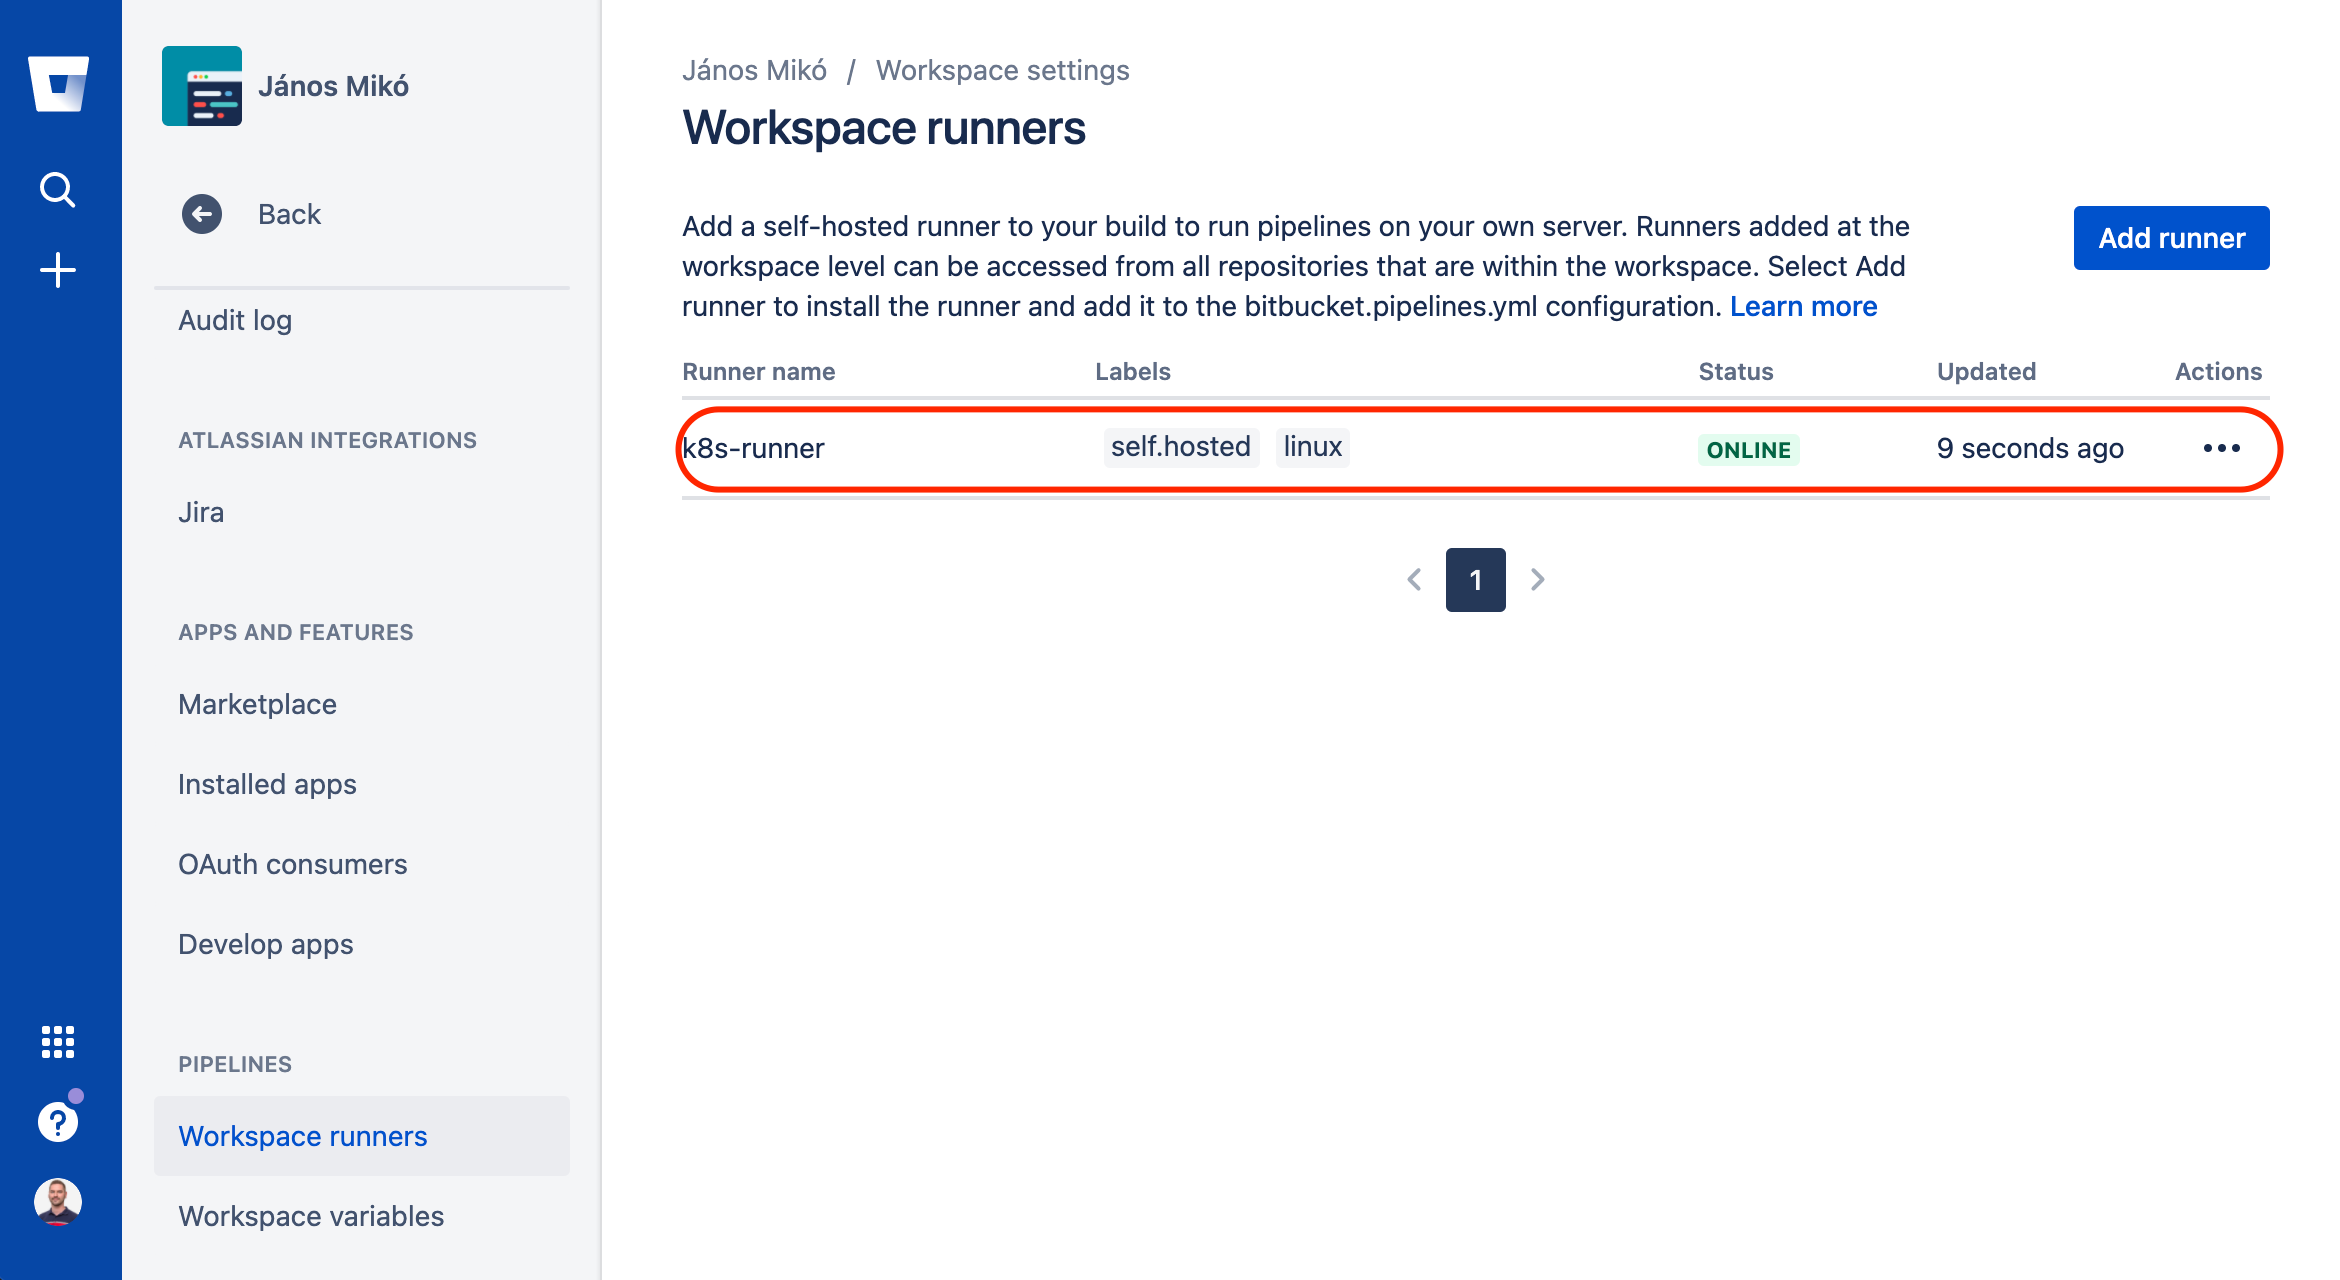 János Mikó
Back
Audit log
ATLASSIAN INTEGRATIONS
Jira
APPS AND FEATURES
Marketplace
Installed apps
OAuth consumers
Develop apps
PIPELINES
Workspace runners
Workspace variables
János Mikó / Workspace settings
Workspace runners
Add a self-hosted runner to your build to run pipelines on your own server. Runners added at the
workspace level can be accessed from all repositories that are within the workspace. Select Add
runner to install the runner and add it to the bitbucket.pipelines.yml configuration. Learn more
Add runner
Runner name Labels Status Updated Actions
k8s-runner self.hosted linux ONLINE 9 seconds ago
1